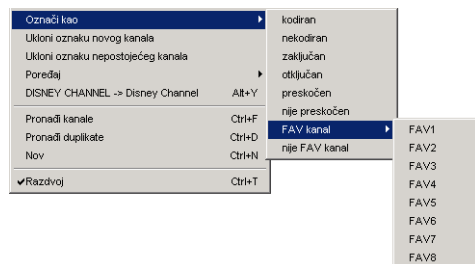 Označi kao
Ukloni oznaku novog kanala
Ukloni oznaku nepostojećeg kanala
Poređaj
DISNEY CHANNEL -> Disney Channel Alt+Y
Pronađi kanale Ctrl+F
Pronađi duplikate Ctrl+D
Nov Ctrl+N
Razdvoj Ctrl+T
kodiran
nekodiran
zaključan
otključan
preskočen
nije preskočen
FAV kanal
nije FAV kanal
FAV1
FAV2
FAV3
FAV4
FAV5
FAV6
FAV7
FAV8